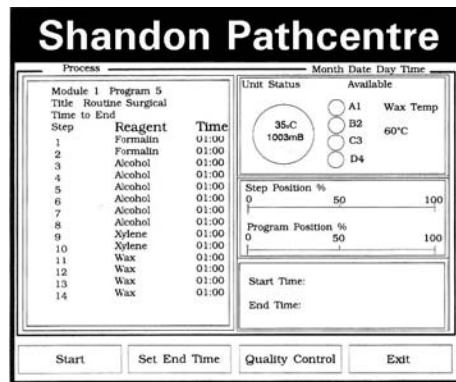 Shandon Pathcentre
Process
Month Date Day Time
Module 1 Program 5
Title Routine Surgical
Time to End
Step Reagent Time
1 Formalin 01:00
2 Formalin 01:00
3 Alcohol 01:00
4 Alcohol 01:00
5 Alcohol 01:00
6 Alcohol 01:00
7 Alcohol 01:00
8 Alcohol 01:00
9 Xylene 01:00
10 Xylene 01:00
11 Wax 01:00
12 Wax 01:00
13 Wax 01:00
14 Wax 01:00
Unit Status Available
35°C
1003mB
A1 Wax Temp
B2
60°C
C3
D4
Step Position %
0 50 100
Program Position %
0 50 100
Start Time:
End Time:
Start Set End Time Quality Control Exit